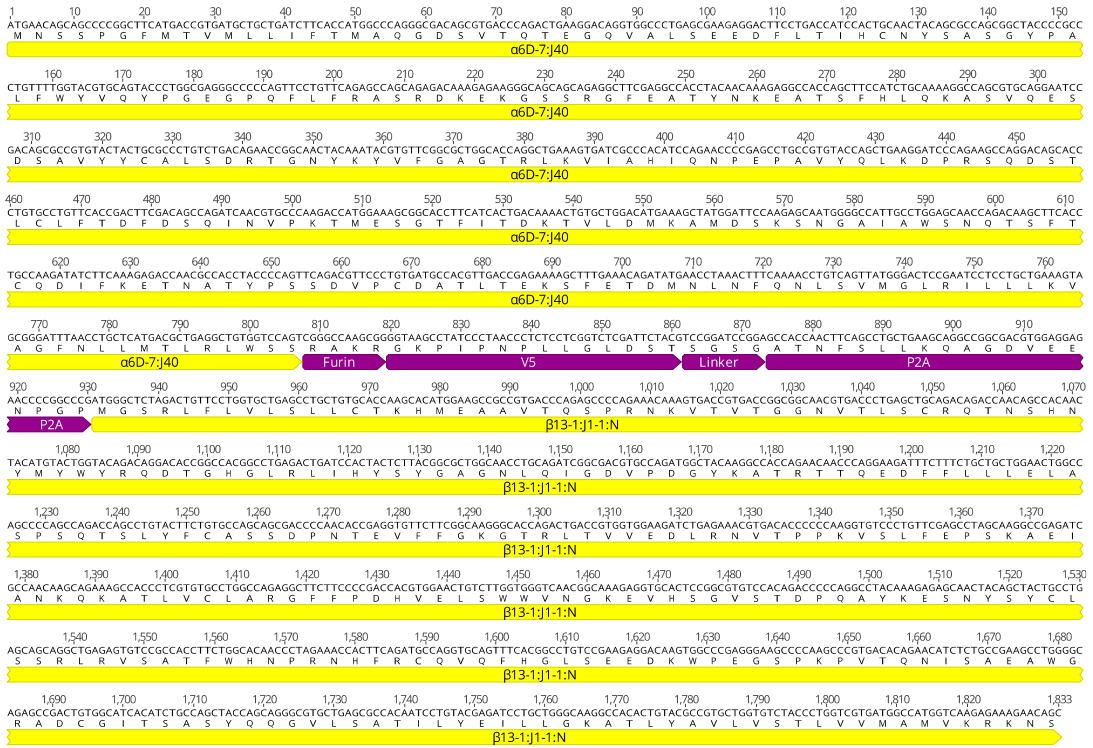 1 10 20 30 40 50 60 70 80 90 100 110 120 130 140 150
ATGAACAGCAGCCCCGGCTTCATGACCGTGATGCTGCTGATCTTCACCATGGCCCAGGGCGACAGCGTGACCCAGACTGAAGGACAGGTGGCCCTGAGCGAAGAGGACTTCCTGACCATCCACTGCAACTACAGCGCCAGCGGCTACCCCGCC
M N S S P G F M T V M L L I F T M A Q G D S V T Q T E G Q V A L S E E D F L T I H C N Y S A S G Y P A
α6D-7:J40
160 170 180 190 200 210 220 230 240 250 260 270 280 290 300
CTGTTTTGGTACGTGCAGTACCCTGGCGAGGGCCCCCAGTTCCTGTTCAGAGCCAGCAGAGACAAAGAGAAGGGCAGCAGCAGAGGCTTCGAGGCCACCTACAACAAAGAGGCCACCAGCTTCCATCTGCAAAAGGCCAGCGTGCAGGAATCC
L F W Y V Q Y P G E G P Q F L F R A S R D K E K G S S R G F E A T Y N K E A T S F H L Q K A S V Q E S
α6D-7:J40
310 320 330 340 350 360 370 380 390 400 410 420 430 440 450
GACAGCGCCGTGTACTACTGCGCCCTGTCTGACAGAACCGGCAACTACAAATACGTGTTCGGCGCTGGCACCAGGCTGAAAGTGATCGCCCACATCCAGAACCCCGAGCCTGCCGTGTACCAGCTGAAGGATCCCAGAAGCCAGGACAGCACC
D S A V Y Y C A L S D R T G N Y K Y V F G A G T R L K V I A H I Q N P E P A V Y Q L K D P R S Q D S T
α6D-7:J40
460 470 480 490 500 510 520 530 540 550 560 570 580 590 600 610
CTGTGCCTGTTCACCGACTTCGACAGCCAGATCAACGTGCCCAAGACCATGGAAAGCGGCACCTTCATCACTGACAAAACTGTGCTGGACATGAAAGCTATGGATTCCAAGAGCAATGGGGCCATTGCCTGGAGCAACCAGACAAGCTTCACC
L C L F T D F D S Q I N V P K T M E S G T F I T D K T V L D M K A M D S K S N G A I A W S N Q T S F T
α6D-7:J40
620 630 640 650 660 670 680 690 700 710 720 730 740 750 760
TGCCAAGATATCTTCAAAGAGACCAACGCCACCTACCCCAGTTCAGACGTTCCCTGTGATGCCACGTTGACCGAGAAAAGCTTTGAAACAGATATGAACCTAAACTTTCAAAACCTGTCAGTTATGGGACTCCGAATCCTCCTGCTGAAAGTA
C Q D I F K E T N A T Y P S S D V P C D A T L T E K S F E T D M N L N F Q N L S V M G L R I L L L K V
α6D-7:J40
770 780 790 800 810 820 830 840 850 860 870 880 890 900 910
GCGGGATTTAACCTGCTCATGACGCTGAGGCTGTGGTCCAGTCGGGCCAAGCGGGGTAAGCCTATCCCTAACCCTCTCCTCGGTCTCGATTCTACGTCCGGATCCGGAGCCACCAACTTCAGCCTGCTGAAGCAGGCCGGCGACGTGGAGGAG
A G F N L L M T L R L W S S R A K R G K P I P N P L L G L D S T S G S G A T N F S L L K Q A G D V E E
α6D-7:J40 Furin V5 Linker P2A
920 930 940 950 960 970 980 990 1,000 1,010 1,020 1,030 1,040 1,050 1,060 1,070
AACCCCGGCCCGATGGGCTCTAGACTGTTCCTGGTGCTGAGCCTGCTGTGCACCAAGCACATGGAAGCCGCCGTGACCCAGAGCCCCAGAAACAAAGTGACCGTGACCGGCGGCAACGTGACCCTGAGCTGCAGACAGACCAACAGCCACAAC
N P G P M G S R L F L V L S L L C T K H M E A A V T Q S P R N K V T V T G G N V T L S C R Q T N S H N
P2A β13-1:J1-1:N
1,080 1,090 1,100 1,110 1,120 1,130 1,140 1,150 1,160 1,170 1,180 1,190 1,200 1,210 1,220
TACATGTACTGGTACAGACAGGACACCGGCCACGGCCTGAGACTGATCCACTACTCTTACGGCGCTGGCAACCTGCAGATCGGCGACGTGCCAGATGGCTACAAGGCCACCAGAACAACCCAGGAAGATTTCTTTCTGCTGCTGGAACTGGCC
Y M Y W Y R Q D T G H G L R L I H Y S Y G A G N L Q I G D V P D G Y K A T R T T Q E D F F L L L E L A
β13-1:J1-1:N
1,230 1,240 1,250 1,260 1,270 1,280 1,290 1,300 1,310 1,320 1,330 1,340 1,350 1,360 1,370
AGCCCCAGCCAGACCAGCCTGTACTTCTGTGCCAGCAGCGACCCCAACACCGAGGTGTTCTTCGGCAAGGGCACCAGACTGACCGTGGTGGAAGATCTGAGAAACGTGACACCCCCCAAGGTGTCCCTGTTCGAGCCTAGCAAGGCCGAGATC
S P S Q T S L Y F C A S S D P N T E V F F G K G T R L T V V E D L R N V T P P K V S L F E P S K A E I
β13-1:J1-1:N
1,380 1,390 1,400 1,410 1,420 1,430 1,440 1,450 1,460 1,470 1,480 1,490 1,500 1,510 1,520 1,530
GCCAACAAGCAGAAAGCCACCCTCGTGTGCCTGGCCAGAGGCTTCTTCCCCGACCACGTGGAACTGTCTTGGTGGGTCAACGGCAAAGAGGTGCACTCCGGCGTGTCCACAGACCCCCAGGCCTACAAAGAGAGCAACTACAGCTACTGCCTG
A N K Q K A T L V C L A R G F F P D H V E L S W W V N G K E V H S G V S T D P Q A Y K E S N Y S Y C L
β13-1:J1-1:N
1,540 1,550 1,560 1,570 1,580 1,590 1,600 1,610 1,620 1,630 1,640 1,650 1,660 1,670 1,680
AGCAGCAGGCTGAGAGTGTCCGCCACCTTCTGGCACAACCCTAGAAACCACTTCAGATGCCAGGTGCAGTTTCACGGCCTGTCCGAAGAGGACAAGTGGCCCGAGGGAAGCCCCAAGCCCGTGACACAGAACATCTCTGCCGAAGCCTGGGGC
S S R L R V S A T F W H N P R N H F R C Q V Q F H G L S E E D K W P E G S P K P V T Q N I S A E A W G
β13-1:J1-1:N
1,690 1,700 1,710 1,720 1,730 1,740 1,750 1,760 1,770 1,780 1,790 1,800 1,810 1,820 1,833
AGAGCCGACTGTGGCATCACATCTGCCAGCTACCAGCAGGGCGTGCTGAGCGCCACAATCCTGTACGAGATCCTGCTGGGCAAGGCCACACTGTACGCCGTGCTGGTGTCTACCCTGGTCGTGATGGCCATGGTCAAGAGAAAGAACAGC
R A D C G I T S A S Y Q Q G V L S A T I L Y E I L L G K A T L Y A V L V S T L V V M A M V K R K N S
β13-1:J1-1:N